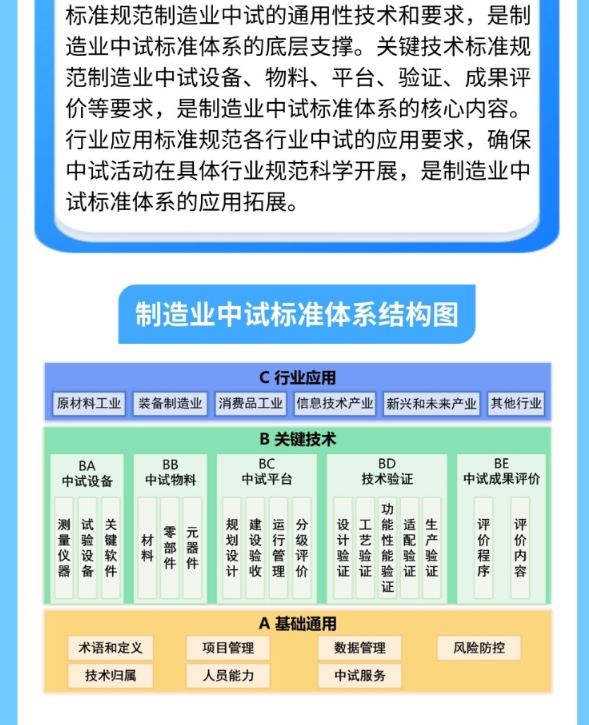 标准规范制造业中试的通用性技术和要求，是制
造业中试标准体系的底层支撑。关键技术标准规
范制造业中试设备、物料、平台、验证、成果评
价等要求，是制造业中试标准体系的核心内容。
行业应用标准规范各行业中试的应用要求，确保
中试活动在具体行业规范科学开展，是制造业中
试标准体系的应用拓展。
制造业中试标准体系结构图
C 行业应用
原材料工业 装备制造业 消费品工业 信息技术产业 新兴和未来产业 其他行业
B 关键技术
BA
中试设备
测量仪器
试验设备
关键软件
BB
中试物料
材料
零部件
元器件
BC
中试平台
规划设计
建设验收
运行管理
分级评价
BD
技术验证
设计验证
工艺验证
功能性能验证
适配验证
生产验证
BE
中试成果评价
评价程序
评价内容
A 基础通用
术语和定义 项目管理 数据管理 风险防控
技术归属 人员能力 中试服务